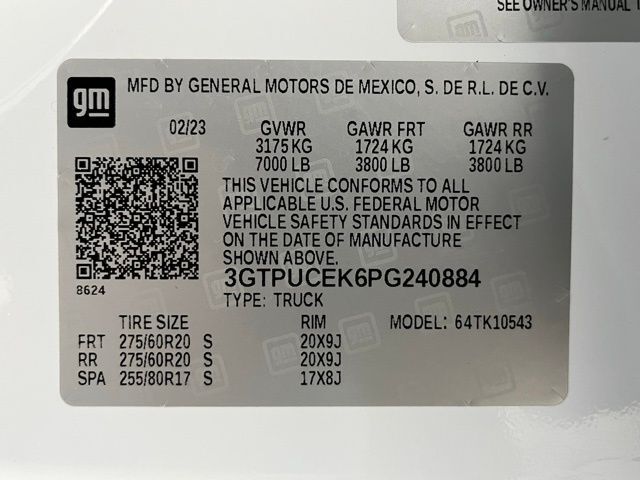 SEE OWNER'S MANUAL
gm
MFD BY GENERAL MOTORS DE MEXICO, S. DE R.L. DE C.V.
02/23 GVWR GAWR FRT GAWR RR
3175 KG 1724 KG 1724 KG
7000 LB 3800 LB 3800 LB
THIS VEHICLE CONFORMS TO ALL
APPLICABLE U.S. FEDERAL MOTOR
VEHICLE SAFETY STANDARDS IN EFFECT
ON THE DATE OF MANUFACTURE
SHOWN ABOVE.
8624
3GTPUCEK6PG240884
TYPE: TRUCK
TIRE SIZE RIM MODEL: 64TK10543
FRT 275/60R20 S 20X9J
RR 275/60R20 S 20X9J
SPA 255/80R17 S 17X8J